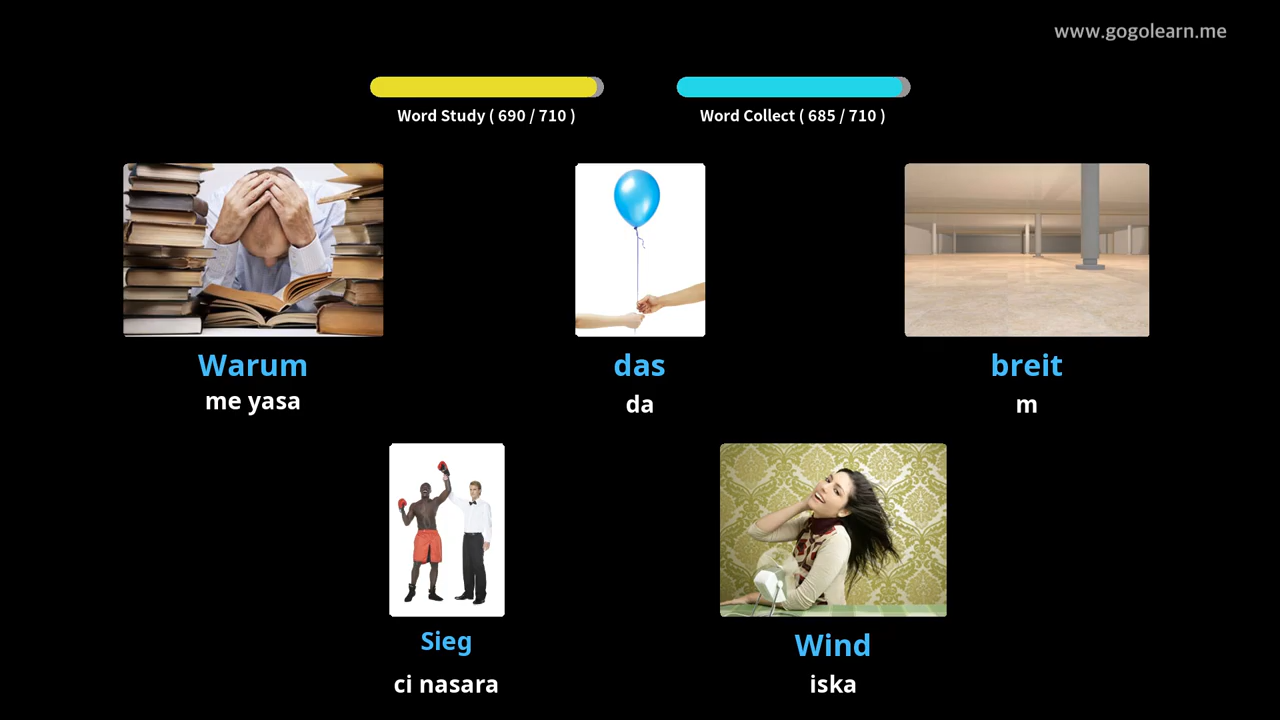 www.gogolearn.me
Word Study ( 690 / 710 )
Word Collect ( 685 / 710 )
Warum
me yasa
das
da
breit
m
Sieg
ci nasara
Wind
iska